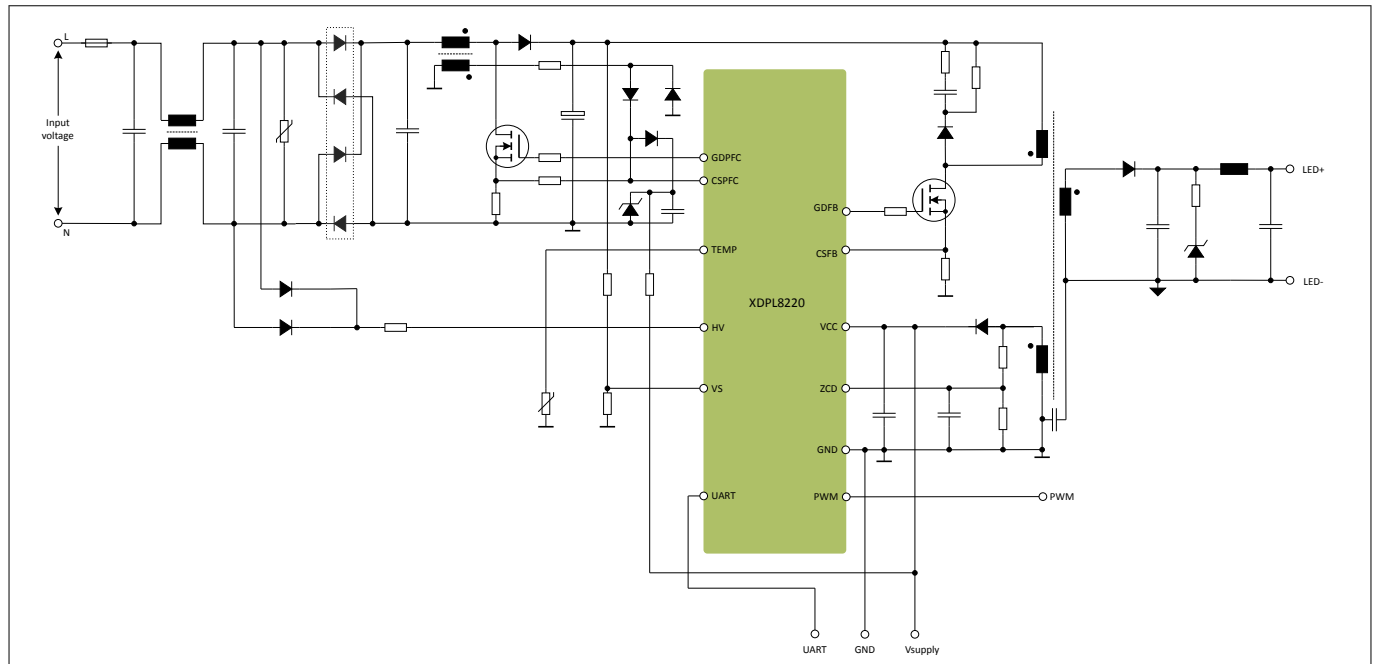 L
Input
voltage
N
GDPFC
CSPFC
TEMP
HV
VS
UART
XDPL8220
GDFB
CSFB
VCC
ZCD
GND
PWM
PWM
LED+
LED-
UART
GND
Vsupply